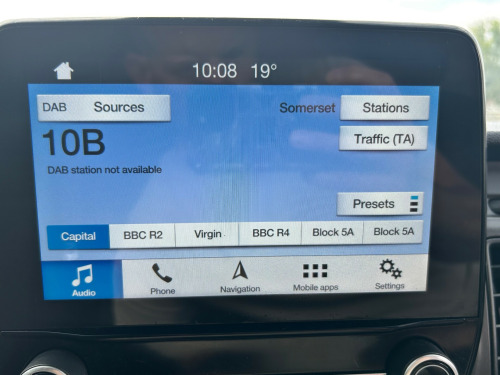 10:08 19°
DAB Sources Somerset Stations
10B Traffic (TA)
DAB station not available
Presets
Capital BBC R2 Virgin BBC R4 Block 5A Block 5A
Audio Phone Navigation Mobile apps Settings